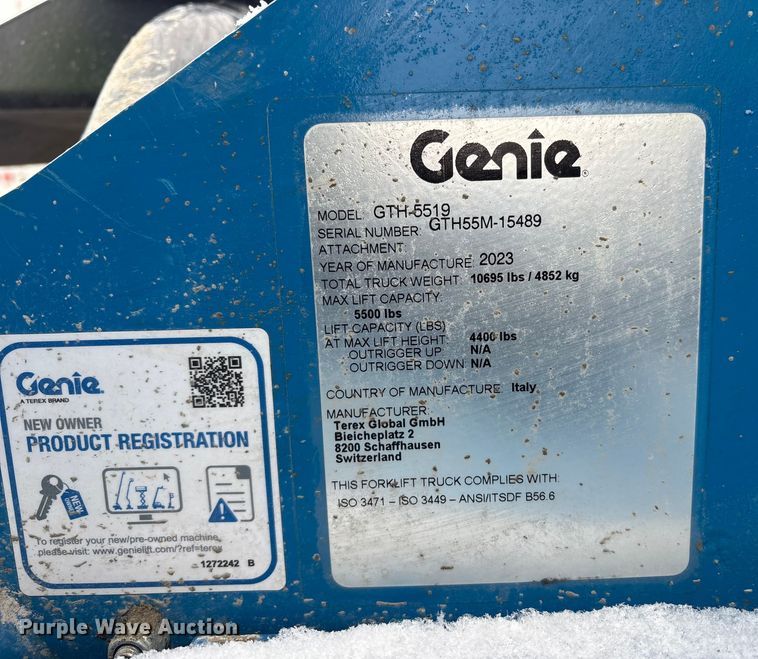 Genie
MODEL: GTH-5519
SERIAL NUMBER: GTH55M-15489
ATTACHMENT:
YEAR OF MANUFACTURE: 2023
TOTAL TRUCK WEIGHT: 10695 lbs / 4852 kg
MAX LIFT CAPACITY:
5500 lbs
LIFT CAPACITY (LBS)
AT MAX LIFT HEIGHT: 4400 lbs
OUTRIGGER UP: N/A
OUTRIGGER DOWN: N/A
COUNTRY OF MANUFACTURE: Italy
MANUFACTURER:
Terex Global GmbH
Bleicheplatz 2
8200 Schaffhausen
Switzerland
THIS FORKLIFT TRUCK COMPLIES WITH:
ISO 3471 – ISO 3449 – ANSI/ITSDF B56.6
Genie
A TEREX BRAND
NEW OWNER
PRODUCT REGISTRATION
NEW OWNER
To register your new/pre-owned machine,
please visit: www.genielift.com/?ref=terex
1272242 B
Purple Wave Auction